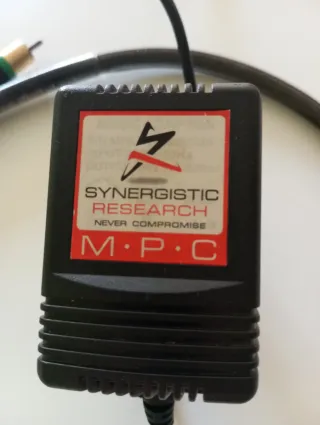 SYNERGISTIC
RESEARCH
NEVER COMPROMISE
M·P·C